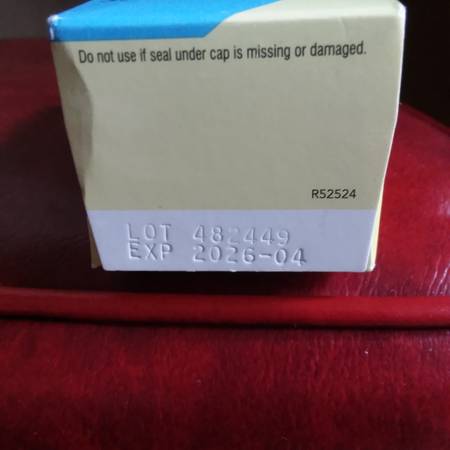 Do not use if seal under cap is missing or damaged.
R52524
LOT 482449
EXP 2026-04